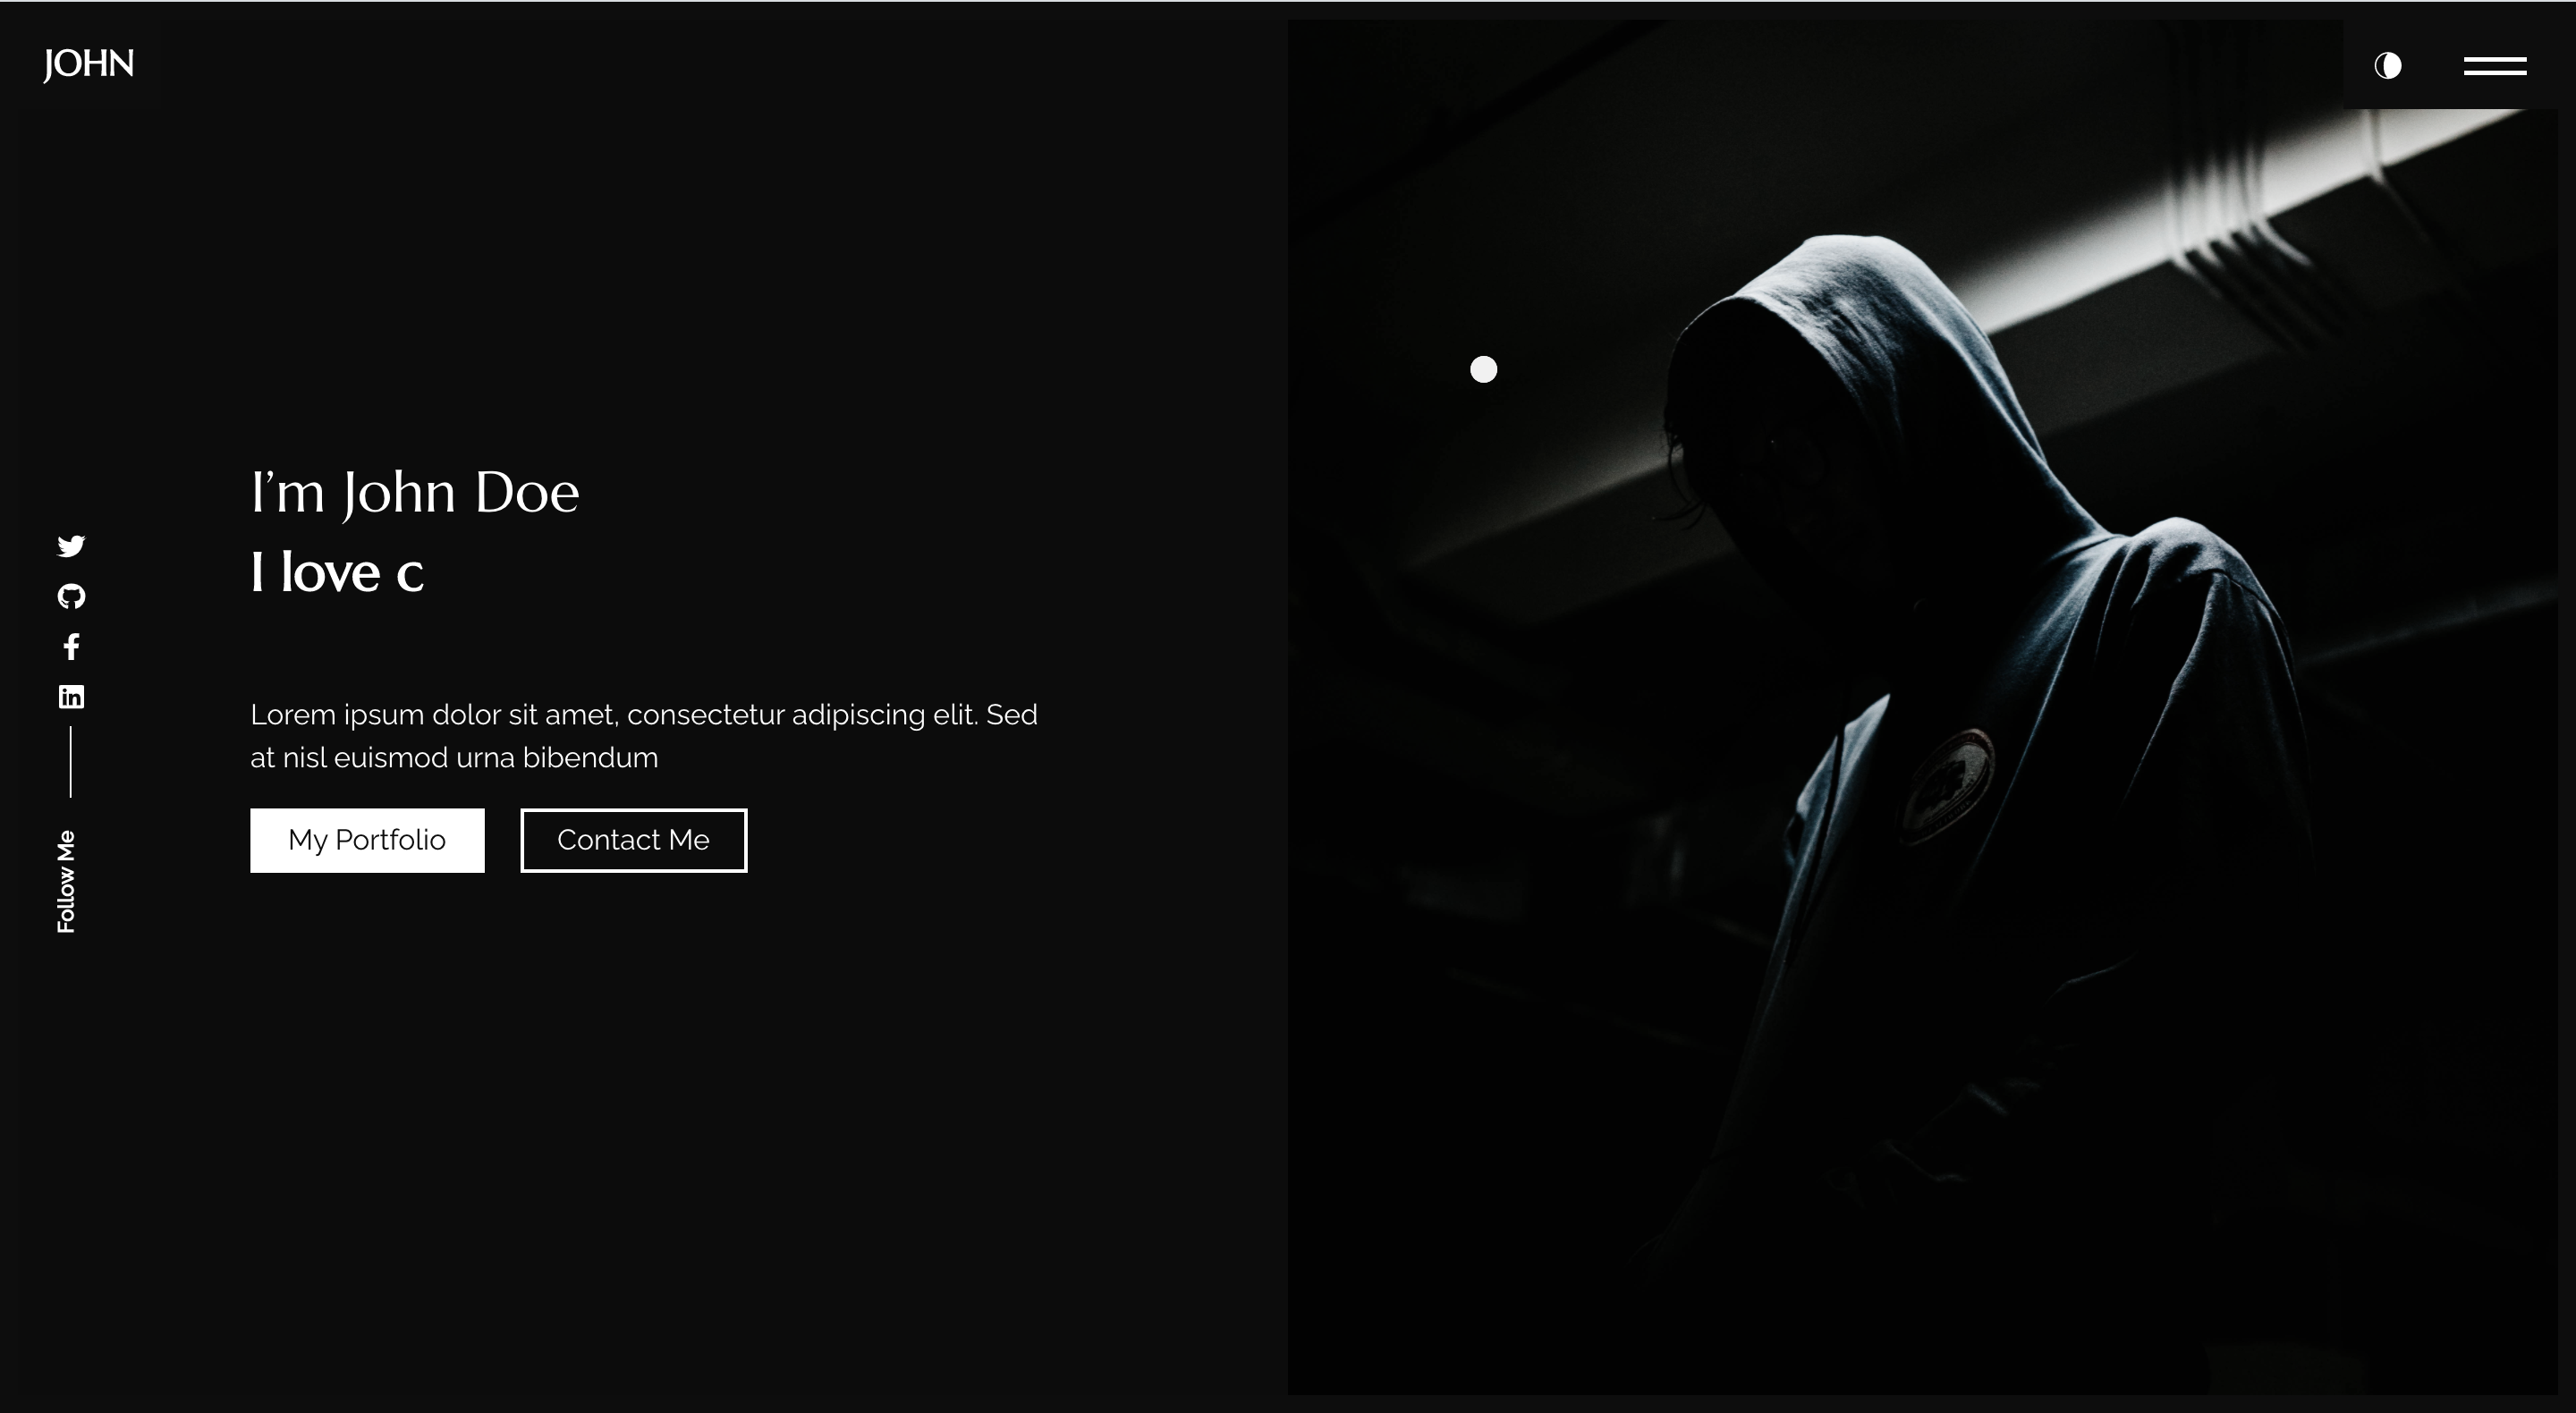 JOHN
I’m John Doe
I love c
Lorem ipsum dolor sit amet, consectetur adipiscing elit. Sed
at nisl euismod urna bibendum
My Portfolio
Contact Me
Follow Me